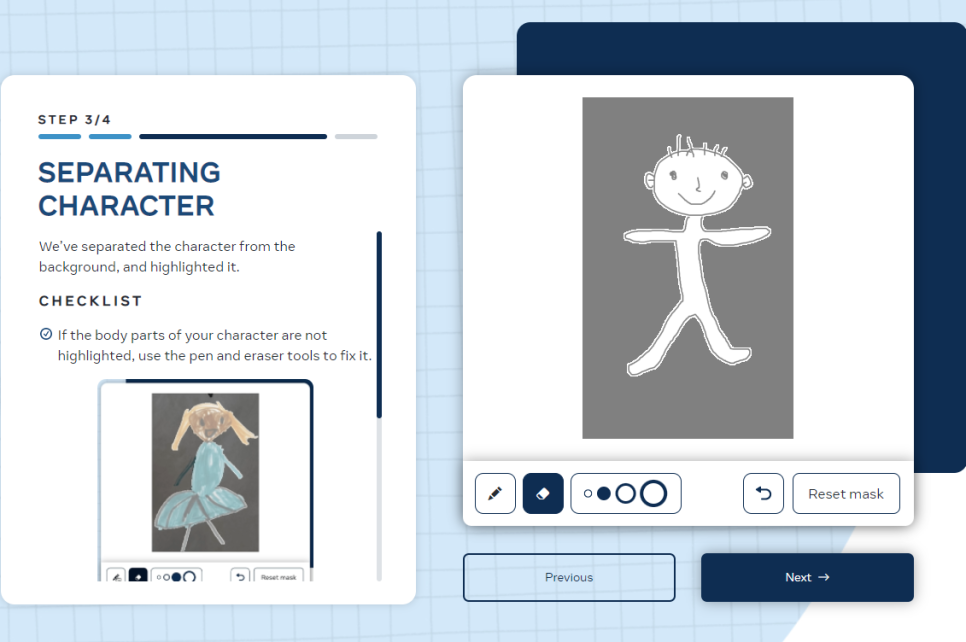 STEP 3/4
SEPARATING
CHARACTER
We've separated the character from the
background, and highlighted it.
CHECKLIST
If the body parts of your character are not
highlighted, use the pen and eraser tools to fix it.
Reset mask
Reset mask
Previous
Next →